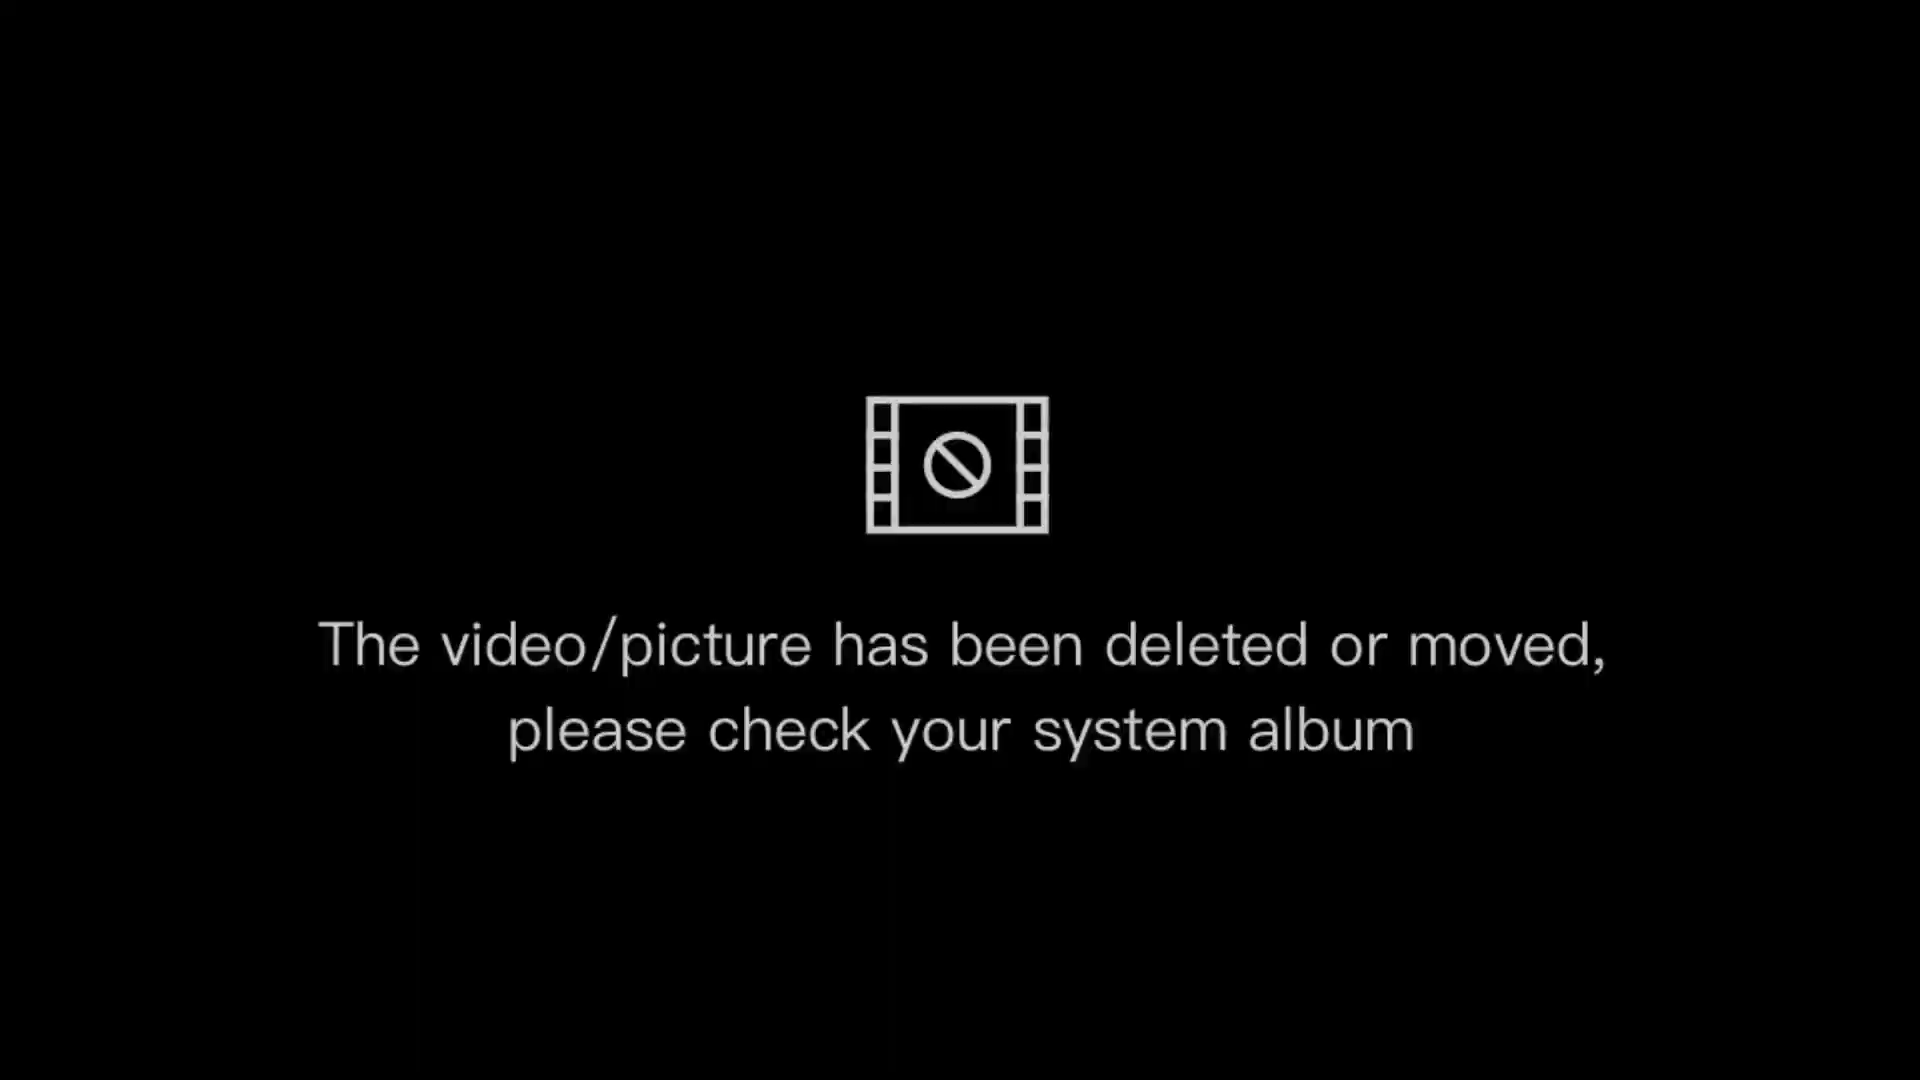 The video/picture has been deleted or moved,
please check your system album